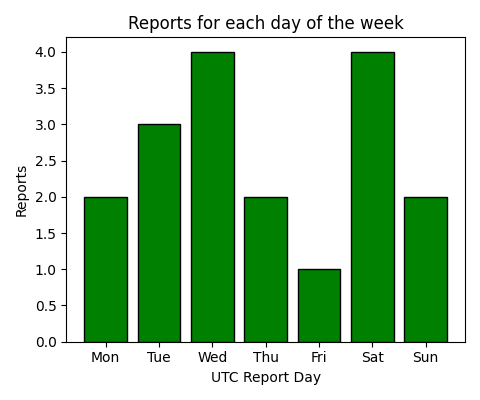 Reports for each day of the week
Reports
4.0
3.5
3.0
2.5
2.0
1.5
1.0
0.5
0.0
Mon Tue Wed Thu Fri Sat Sun
UTC Report Day